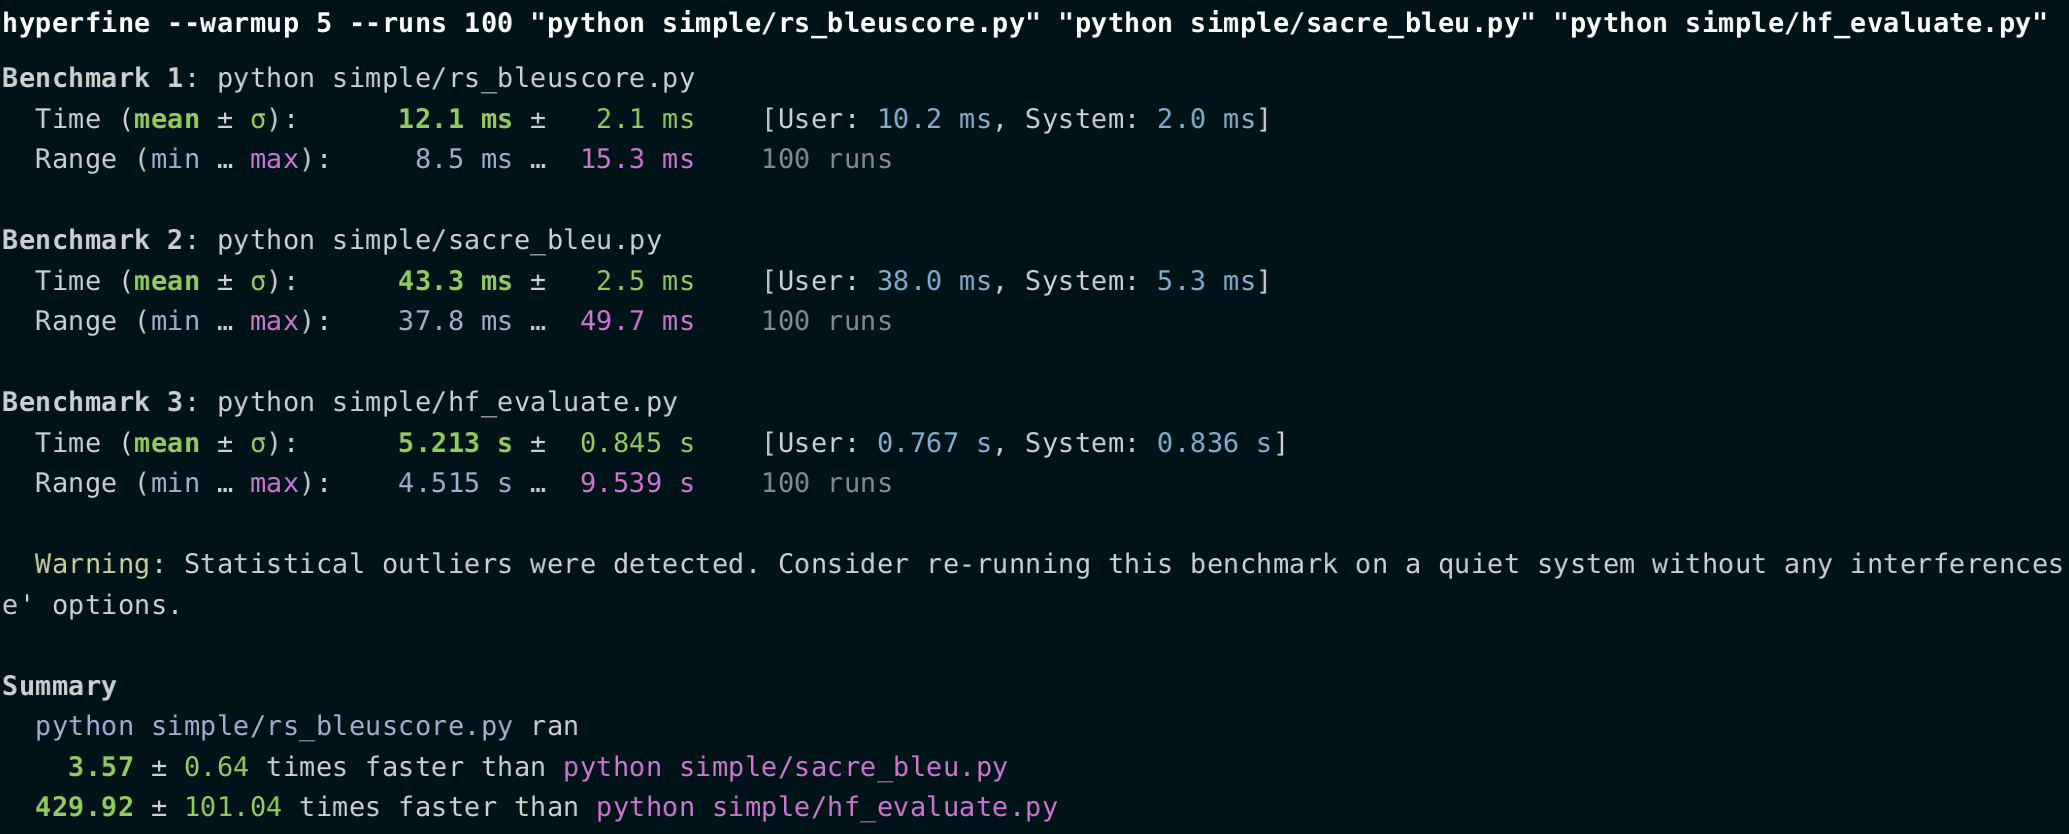 hyperfine --warmup 5 --runs 100 "python simple/rs_bleuscore.py" "python simple/sacre_bleu.py" "python simple/hf_evaluate.py"
Benchmark 1: python simple/rs_bleuscore.py
  Time (mean ± σ):      12.1 ms ±   2.1 ms    [User: 10.2 ms, System: 2.0 ms]
  Range (min … max):     8.5 ms …  15.3 ms    100 runs

Benchmark 2: python simple/sacre_bleu.py
  Time (mean ± σ):      43.3 ms ±   2.5 ms    [User: 38.0 ms, System: 5.3 ms]
  Range (min … max):    37.8 ms …  49.7 ms    100 runs

Benchmark 3: python simple/hf_evaluate.py
  Time (mean ± σ):      5.213 s ±  0.845 s    [User: 0.767 s, System: 0.836 s]
  Range (min … max):    4.515 s …  9.539 s    100 runs

  Warning: Statistical outliers were detected. Consider re-running this benchmark on a quiet system without any interferences
e' options.

Summary
  python simple/rs_bleuscore.py ran
    3.57 ± 0.64 times faster than python simple/sacre_bleu.py
  429.92 ± 101.04 times faster than python simple/hf_evaluate.py